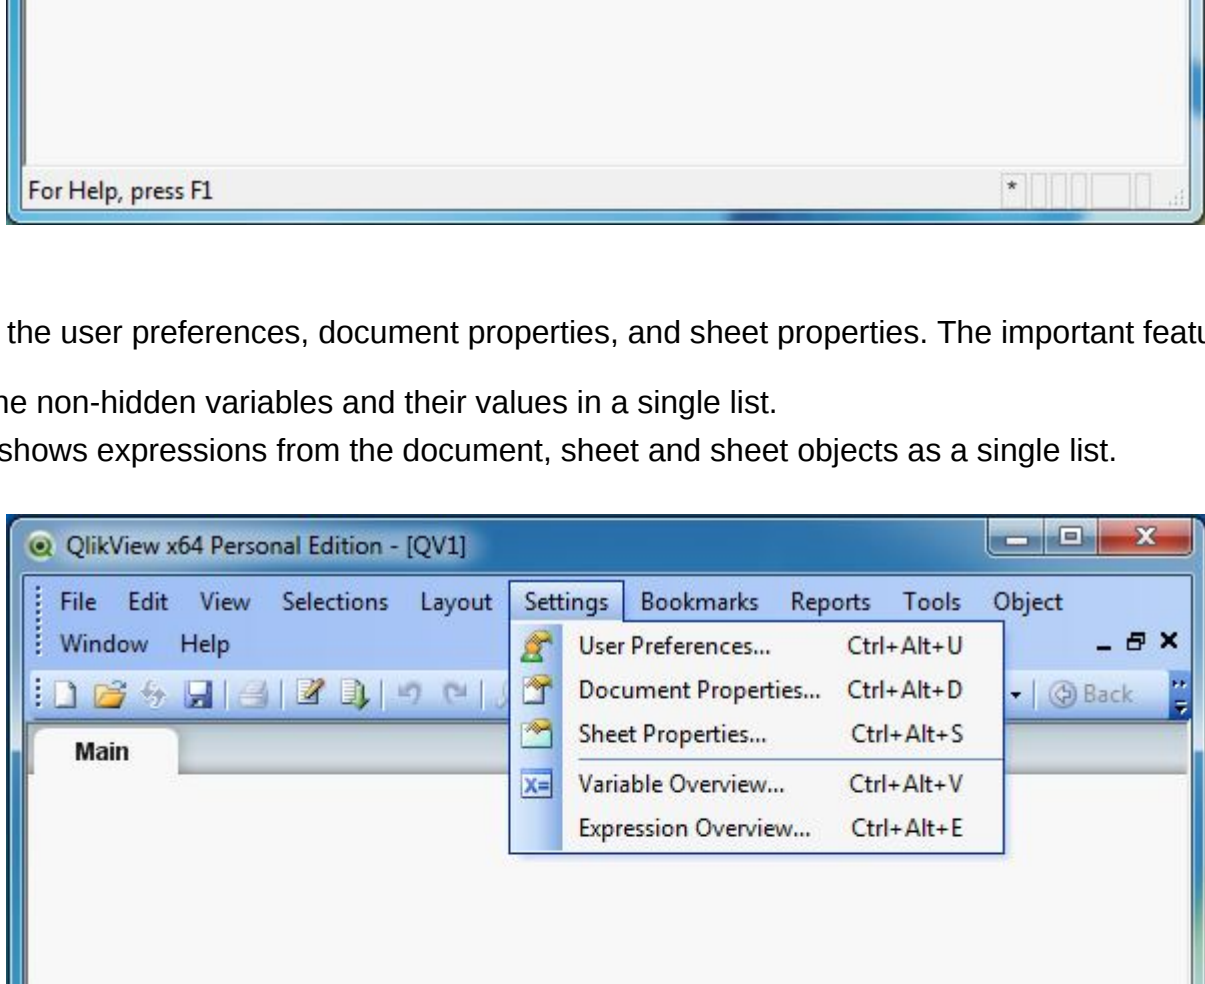 For Help, press F1
*
the user preferences, document properties, and sheet properties. The important
non-hidden variables and their values in a single list.
shows expressions from the document, sheet and sheet objects as a single list.
QlikView x64 Personal Edition - [QV1]
File Edit View Selections Layout Settings Bookmarks Reports Tools Object
Window Help
User Preferences... Ctrl+Alt+U
Document Properties... Ctrl+Alt+D
Back
Sheet Properties... Ctrl+Alt+S
Main
Variable Overview... Ctrl+Alt+V
Expression Overview... Ctrl+Alt+E